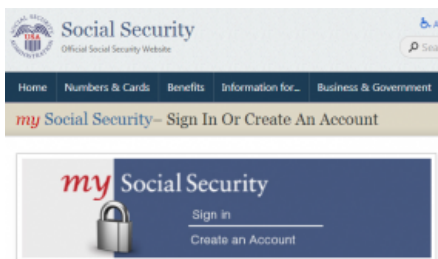 Social Security
Official Social Security Website
Home Numbers & Cards Benefits Information for... Business & Government
my Social Security– Sign In Or Create An Account
my Social Security
Sign in
Create an Account